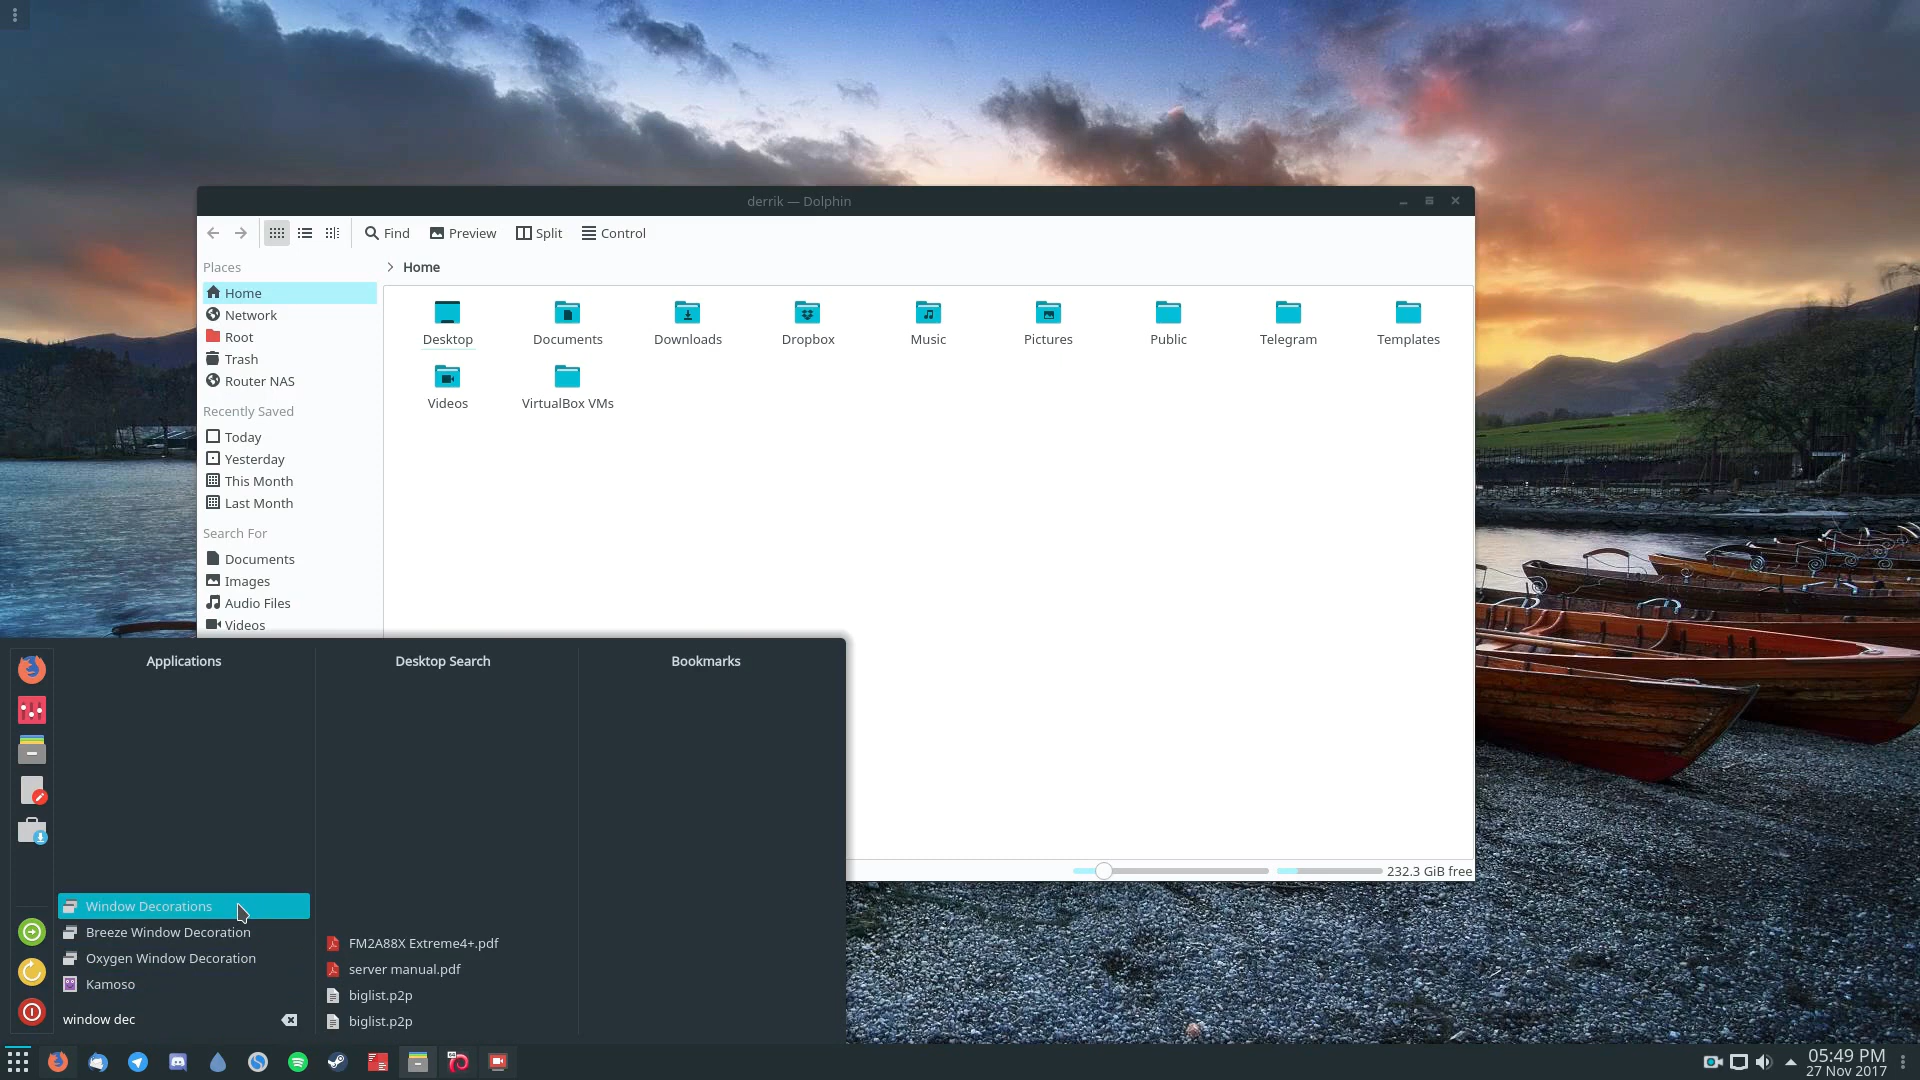 derrik — Dolphin
Find Preview Split Control
Places
Home
Network
Root
Trash
Router NAS
Recently Saved
Today
Yesterday
This Month
Last Month
Search For
Documents
Images
Audio Files
Videos
Home
Desktop Documents Downloads Dropbox Music Pictures Public Telegram Templates
Videos VirtualBox VMs
232.3 GiB free
Applications
Window Decorations
Breeze Window Decoration
Oxygen Window Decoration
Kamoso
window dec
Desktop Search
FM2A88X Extreme4+.pdf
server manual.pdf
biglist.p2p
biglist.p2p
Bookmarks
05:49 PM
27 Nov 2017